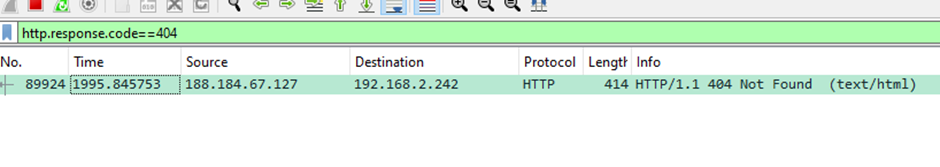 http.response.code==404
No. Time Source Destination Protocol Length Info
89924 1995.845753 188.184.67.127 192.168.2.242 HTTP 414 HTTP/1.1 404 Not Found (text/html)